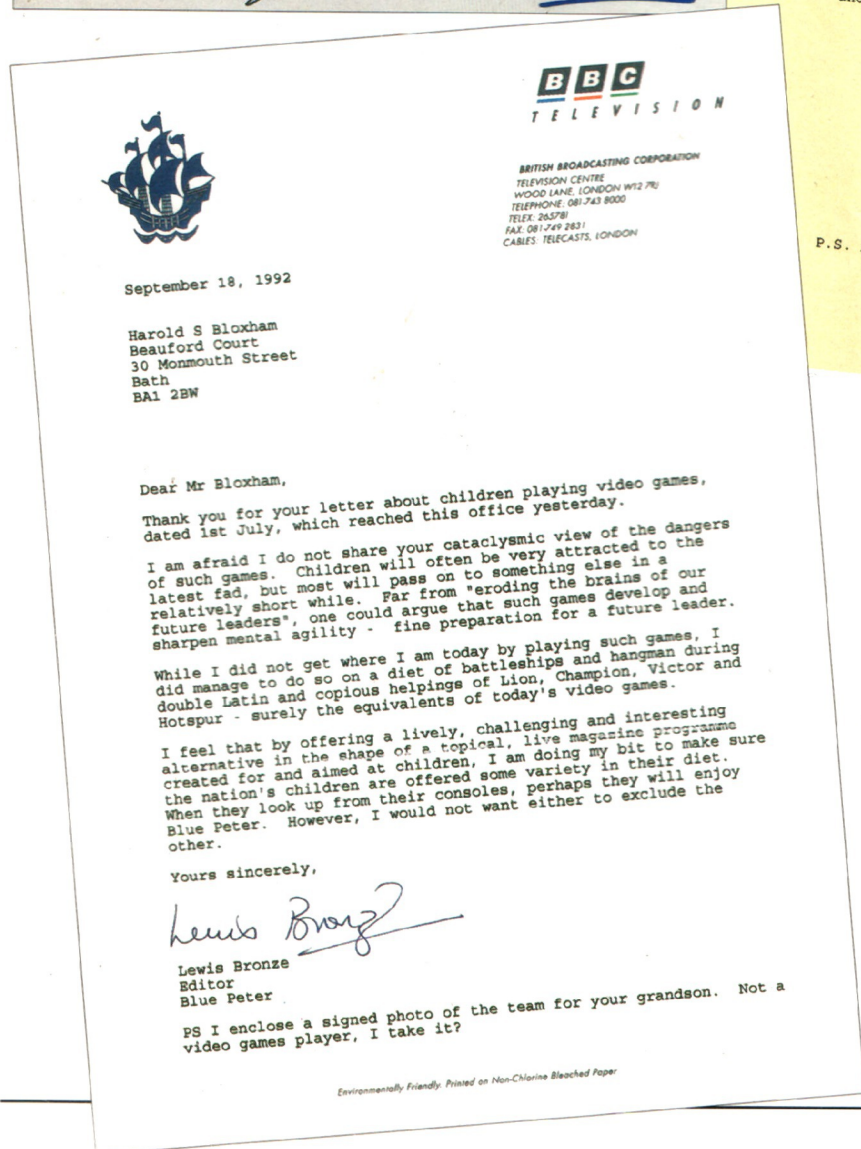 BBC
TELEVISION
BRITISH BROADCASTING CORPORATION
TELEVISION CENTRE
WOOD LANE, LONDON W12 7RJ
TELEPHONE: 081-743 8000
TELEX: 265781
FAX: 081-749 2831
CABLES: TELECASTS, LONDON
P.S.
September 18, 1992
Harold S Bloxham
Beauford Court
30 Monmouth Street
Bath
BA1 2BW
Dear Mr Bloxham,
Thank you for your letter about children playing video games,
dated 1st July, which reached this office yesterday.
I am afraid I do not share your cataclysmic view of the dangers
of such games. Children will often be very attracted to the
latest fad, but most will pass on to something else in a
relatively short while. Far from "eroding the brains of our
future leaders", one could argue that such games develop and
sharpen mental agility - fine preparation for a future leader.
While I did not get where I am today by playing such games, I
did manage to do so on a diet of battleships and hangman during
double Latin and copious helpings of Lion, Champion, Victor and
Hotspur - surely the equivalents of today's video games.
I feel that by offering a lively, challenging and interesting
alternative in the shape of a topical, live magazine programme
created for and aimed at children, I am doing my bit to make sure
the nation's children are offered some variety in their diet.
When they look up from their consoles, perhaps they will enjoy
Blue Peter. However, I would not want either to exclude the
other.
Yours sincerely,
Lewis Bronze
Lewis Bronze
Editor
Blue Peter
PS I enclose a signed photo of the team for your grandson. Not a
video games player, I take it?
Environmentally Friendly. Printed on Non-Chlorine Bleached Paper